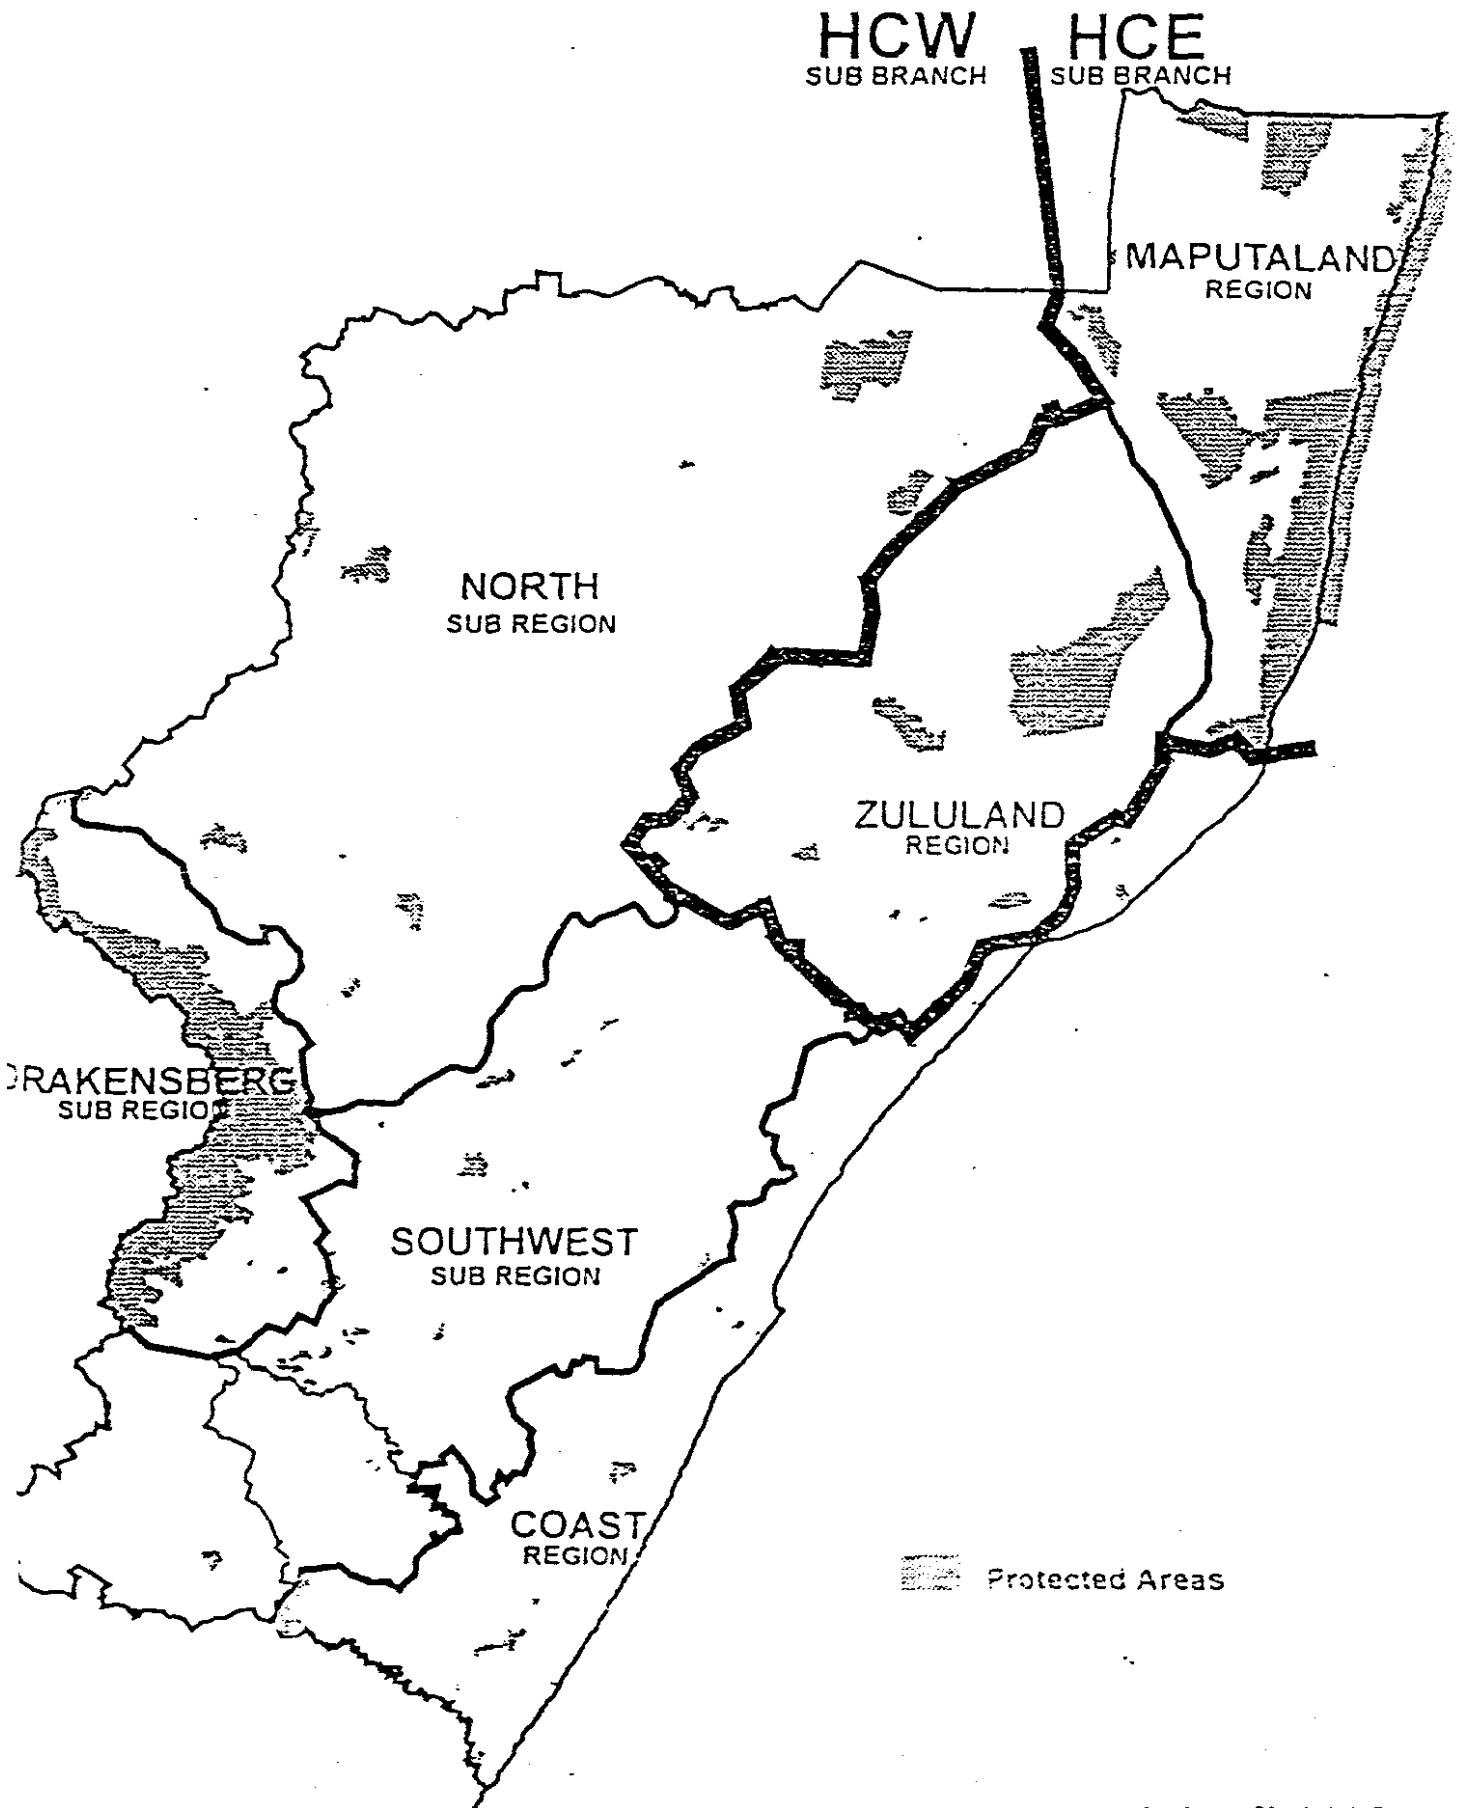 HCW
SUB BRANCH
HCE
SUB BRANCH
MAPUTALAND
REGION
NORTH
SUB REGION
ZULULAND
REGION
DRAKENSBERG
SUB REGION
SOUTHWEST
SUB REGION
COAST
REGION
Protected Areas